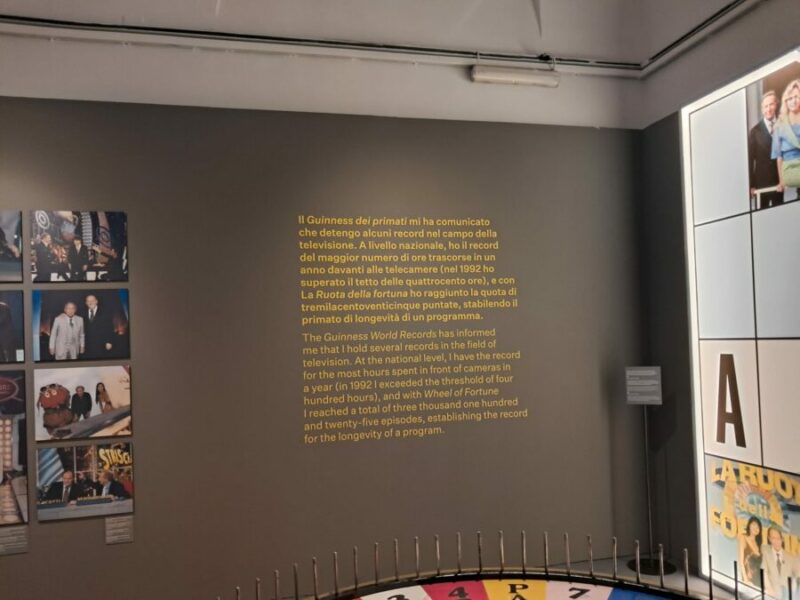 Il Guinness dei primati mi ha comunicato
che detengo alcuni record nel campo della
televisione. A livello nazionale, ho il record
del maggior numero di ore trascorse in un
anno davanti alle telecamere (nel 1992 ho
superato il tetto delle quattrocento ore), e con
La Ruota della fortuna ho raggiunto la quota di
tremilacentoventicinque puntate, stabilendo il
primato di longevità di un programma.
The Guinness World Records has informed
me that I hold several records in the field of
television. At the national level, I have the record
for the most hours spent in front of cameras in
a year (in 1992 I exceeded the threshold of four
hundred hours), and with Wheel of Fortune
I reached a total of three thousand one hundred
and twenty-five episodes, establishing the record
for the longevity of a program.
A
LA RUOTA
della
STRISC
4
P
A
7